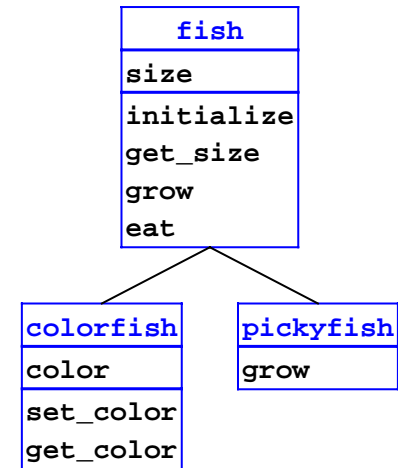 fish
size
initialize
get_size
grow
eat
colorfish
color
set_color
get_color
pickyfish
grow